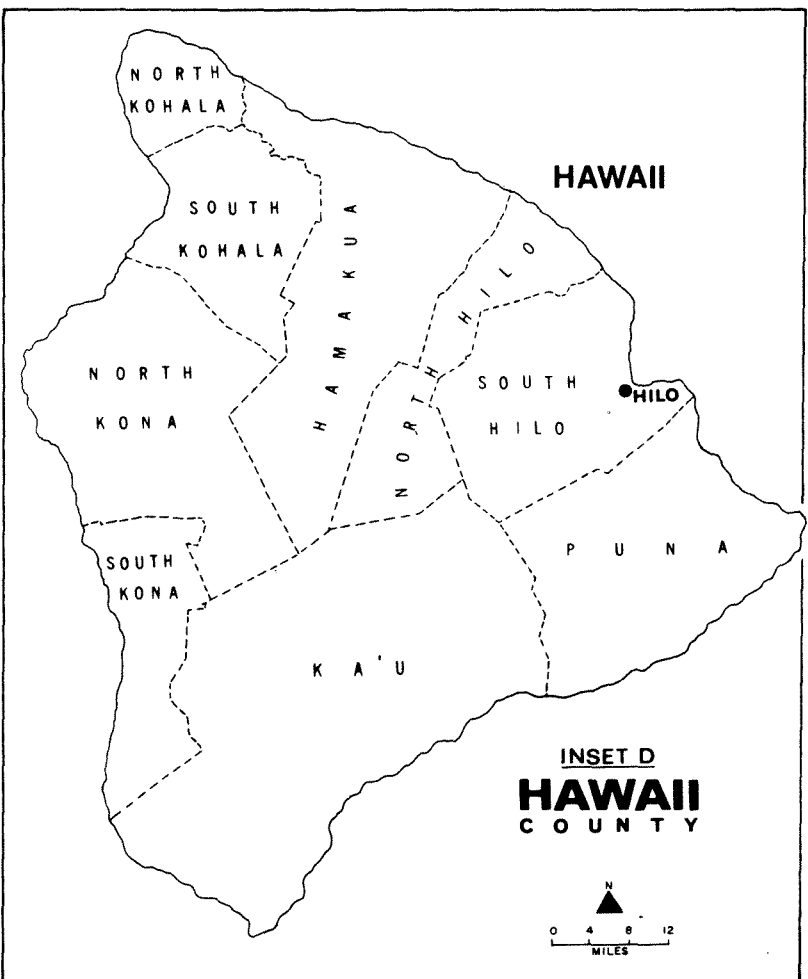 NORTH
KOHALA
HAWAII
SOUTH
KOHALA
HAMAKUA
NORTH HILO
NORTH
KONA
SOUTH
HILO
HILO
SOUTH
KONA
PUNA
KA'U
INSET D
HAWAII
COUNTY
N
0 4 8 12
MILES